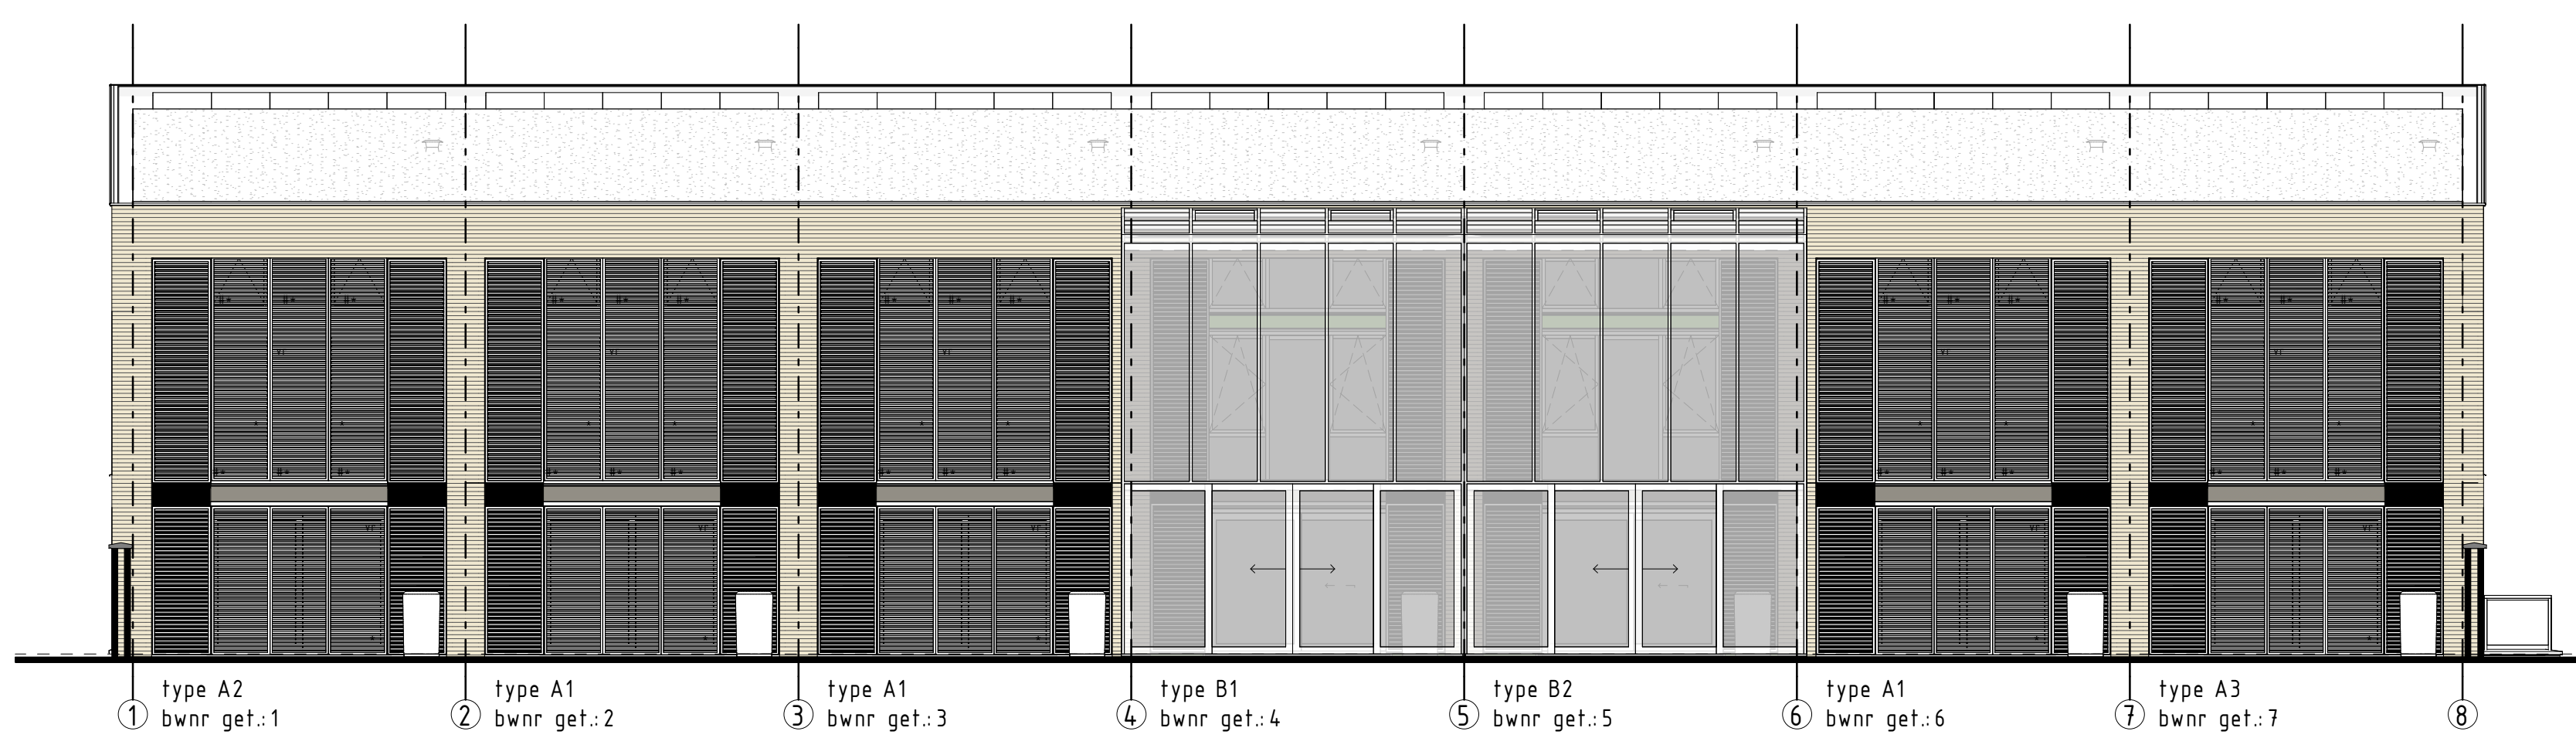 type A2
bwnr get.: 1
type A1
bwnr get.: 2
type A1
bwnr get.: 3
type B1
bwnr get.: 4
type B2
bwnr get.: 5
type A1
bwnr get.: 6
type A3
bwnr get.: 7
1 2 3 4 5 6 7 8